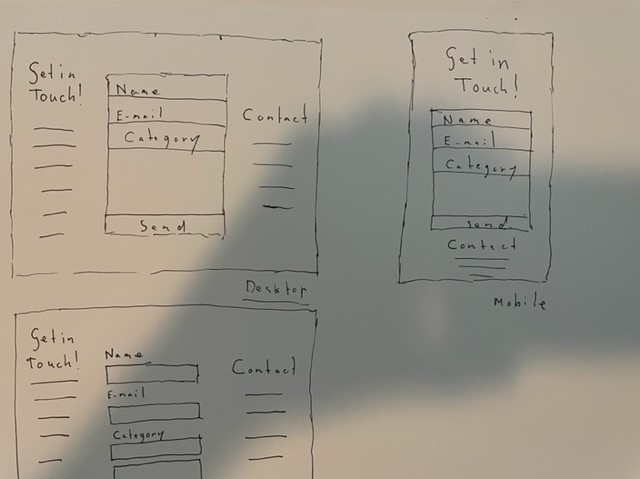 Get in
Touch!
Name
E-mail
Category
Send
Contact
Desktop
Get in
Touch!
Name
E-mail
Category
Send
Contact
Mobile
Get in
Touch!
Name
E-mail
Category
Contact